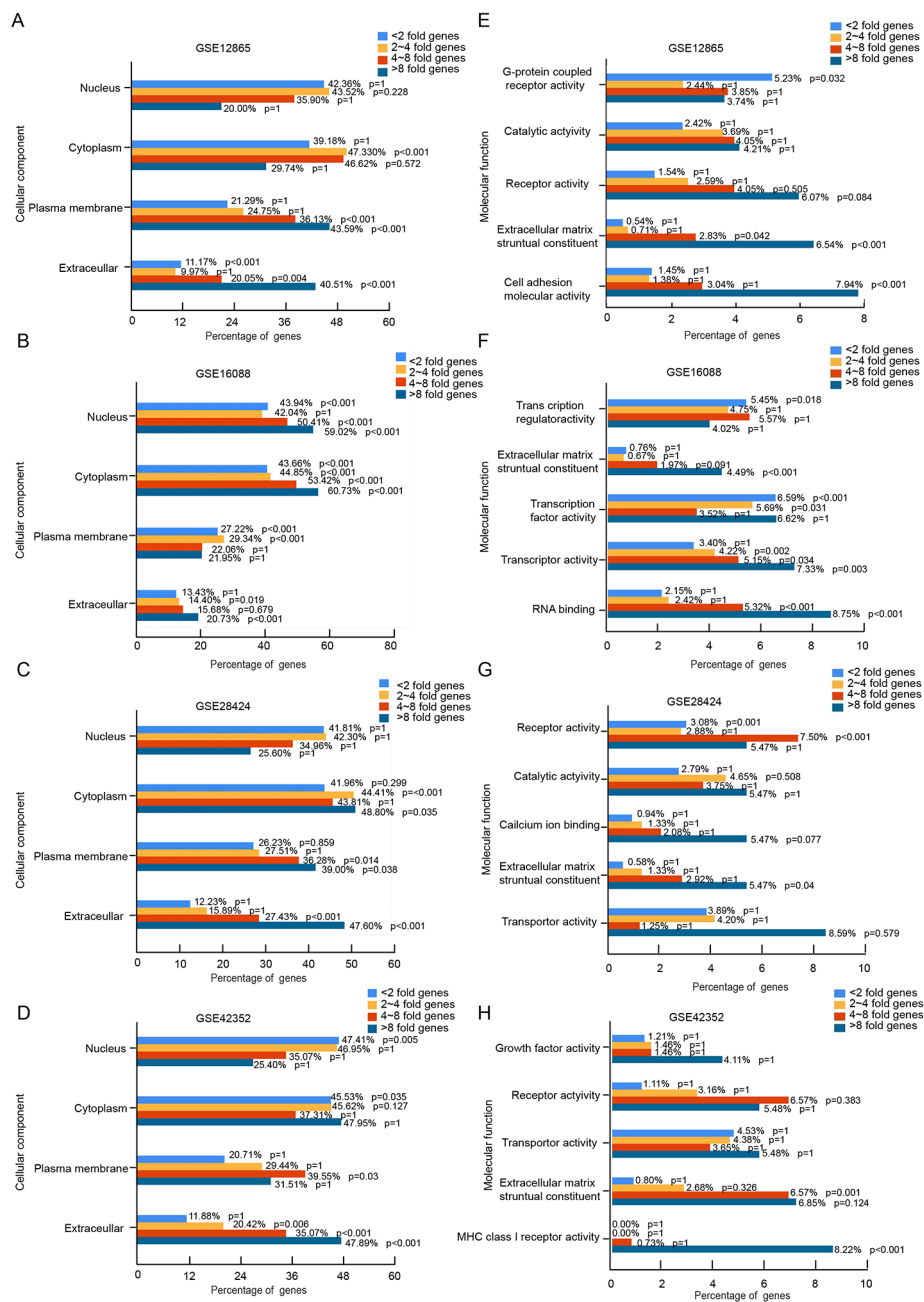 A
GSE12865
<2 fold genes
2~4 fold genes
4~8 fold genes
>8 fold genes
Cellular component
Nucleus
42.36% p=1
43.52% p=0.228
35.90% p=1
20.00% p=1
Cytoplasm
39.18% p=1
47.330% p<0.001
46.62% p=0.572
29.74% p=1
Plasma membrane
21.29% p=1
24.75% p=1
36.13% p<0.001
43.59% p<0.001
Extraceullar
11.17% p<0.001
9.97% p=1
20.05% p=0.004
40.51% p<0.001
0 12 24 36 48 60
Percentage of genes
B
GSE16088
<2 fold genes
2~4 fold genes
4~8 fold genes
>8 fold genes
Cellular component
Nucleus
43.94% p<0.001
42.04% p=1
50.41% p<0.001
59.02% p<0.001
Cytoplasm
43.66% p<0.001
44.85% p<0.001
53.42% p<0.001
60.73% p<0.001
Plasma membrane
27.22% p<0.001
29.34% p<0.001
22.06% p=1
21.95% p=1
Extraceullar
13.43% p=1
14.40% p=0.019
15.68% p=0.679
20.73% p<0.001
0 20 40 60 80
Percentage of genes
C
GSE28424
<2 fold genes
2~4 fold genes
4~8 fold genes
>8 fold genes
Cellular component
Nucleus
41.81% p=1
42.30% p=1
34.96% p=1
25.60% p=1
Cytoplasm
41.96% p=0.299
44.41% p<0.001
43.81% p=1
48.80% p=0.035
Plasma membrane
26.23% p=0.859
27.51% p=1
36.28% p=0.014
39.00% p=0.038
Extraceullar
12.23% p=1
15.89% p=1
27.43% p<0.001
47.60% p<0.001
0 10 20 30 40 50 60
Percentage of genes
D
GSE42352
<2 fold genes
2~4 fold genes
4~8 fold genes
>8 fold genes
Cellular component
Nucleus
47.41% p=0.005
46.95% p=1
35.07% p=1
25.40% p=1
Cytoplasm
45.53% p=0.035
45.62% p=0.127
37.31% p=1
47.95% p=1
Plasma membrane
20.71% p=1
29.44% p=1
39.55% p=0.03
31.51% p=1
Extraceullar
11.88% p=1
20.42% p=0.006
35.07% p<0.001
47.89% p<0.001
0 12 24 36 48 60
Percentage of genes
E
GSE12865
<2 fold genes
2~4 fold genes
4~8 fold genes
>8 fold genes
Molecular function
G-protein coupled
receptor activity
5.23% p=0.032
2.44% p=1
3.85% p=1
3.74% p=1
Catalytic actyivity
2.42% p=1
3.69% p=1
4.05% p=1
4.21% p=1
Receptor activity
1.54% p=1
2.59% p=1
4.05% p=0.505
6.07% p=0.084
Extracellular matrix
struntual constituent
0.54% p=1
0.71% p=1
2.83% p=0.042
6.54% p<0.001
Cell adhesion
molecular activity
1.45% p=1
1.38% p=1
3.04% p=1
7.94% p<0.001
0 2 4 6 8
Percentage of genes
F
GSE16088
<2 fold genes
2~4 fold genes
4~8 fold genes
>8 fold genes
Molecular function
Trans cription
regulatoractivity
5.45% p=0.018
4.75% p=1
5.57% p=1
4.02% p=1
Extracellular matrix
struntual constituent
0.76% p=1
0.67% p=1
1.97% p=0.091
4.49% p<0.001
Transcription
factor activity
6.59% p<0.001
5.69% p=0.031
3.52% p=1
6.62% p=1
Transcriptor activity
3.40% p=1
4.22% p=0.002
5.15% p=0.034
7.33% p=0.003
RNA binding
2.15% p=1
2.42% p=1
5.32% p<0.001
8.75% p<0.001
0 2 4 6 8 10
Percentage of genes
G
GSE28424
<2 fold genes
2~4 fold genes
4~8 fold genes
>8 fold genes
Molecular function
Receptor activity
3.08% p=0.001
2.88% p=1
7.50% p<0.001
5.47% p=1
Catalytic actyivity
2.79% p=1
4.65% p=0.508
3.75% p=1
5.47% p=1
Cailcium ion binding
0.94% p=1
1.33% p=1
2.08% p=1
5.47% p=0.077
Extracellular matrix
struntual constituent
0.58% p=1
1.33% p=1
2.92% p=1
5.47% p=0.04
Transportor activity
3.89% p=1
4.20% p=1
1.25% p=1
8.59% p=0.579
0 2 4 6 8 10
Percentage of genes
H
GSE42352
<2 fold genes
2~4 fold genes
4~8 fold genes
>8 fold genes
Molecular function
Growth factor activity
1.21% p=1
1.46% p=1
1.46% p=1
4.11% p=1
Receptor actyivity
1.11% p=1
3.16% p=1
6.57% p=0.383
5.48% p=1
Transportor activity
4.53% p=1
4.38% p=1
3.65% p=1
5.48% p=1
Extracellular matrix
struntual constituent
0.80% p=1
2.68% p=0.326
6.57% p=0.001
6.85% p=0.124
MHC class I receptor activity
0.00% p=1
0.00% p=1
0.73% p=1
8.22% p<0.001
0 2 4 6 8 10
Percentage of genes